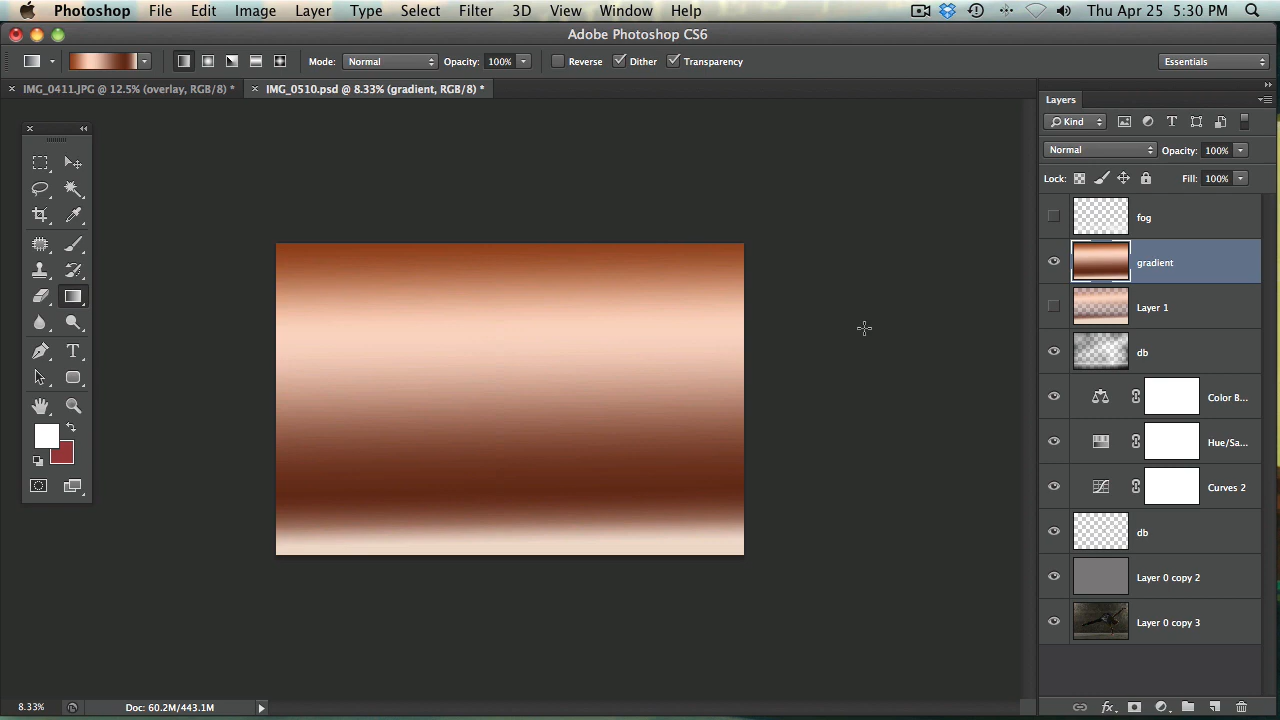 Photoshop File Edit Image Layer Type Select Filter 3D View Window Help Thu Apr 25 5:30 PM
Adobe Photoshop CS6
Mode: Normal Opacity: 100% Reverse Dither Transparency Essentials
IMG_0411.JPG @ 12.5% (overlay, RGB/8) * IMG_0510.psd @ 8.33% (gradient, RGB/8) *
Layers
Kind T
Normal Opacity: 100%
Lock: Fill: 100%
fog
gradient
Layer 1
db
Color B...
Hue/Sa...
Curves 2
db
Layer 0 copy 2
Layer 0 copy 3
T
8.33% Doc: 60.2M/443.1M fx